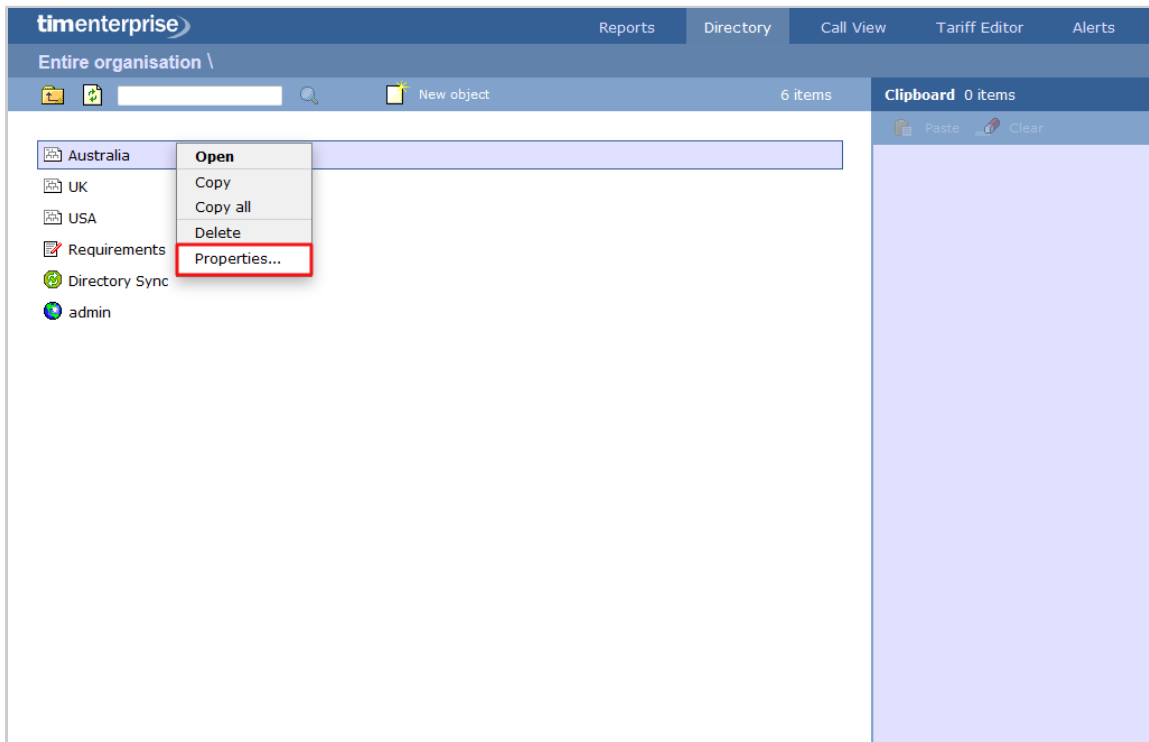 timenterprise Reports Directory Call View Tariff Editor Alerts
Entire organisation \
New object 6 items Clipboard 0 items
Paste Clear
Australia
Open
Copy
Copy all
Delete
Properties...
UK
USA
Requirements
Directory Sync
admin